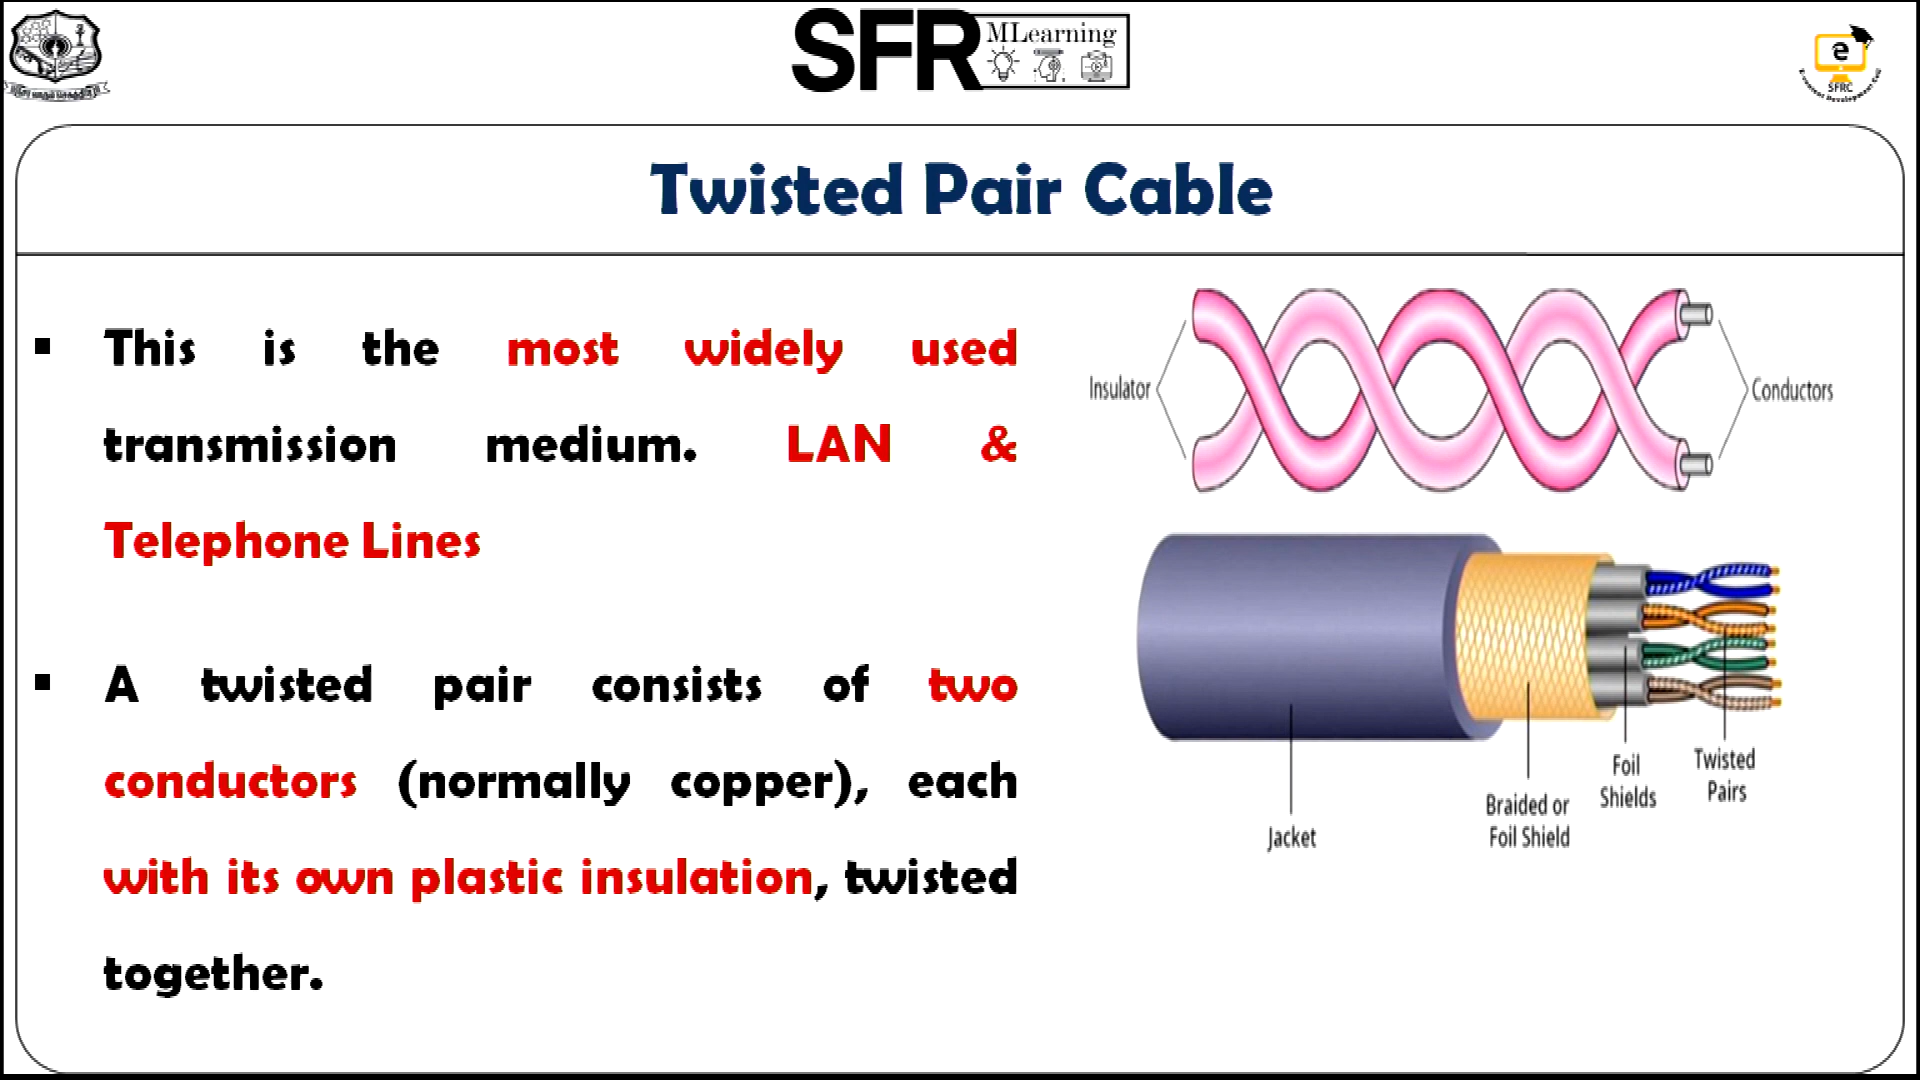 SFR MLearning
e
SFRC
Twisted Pair Cable
▪ This is the most widely used
transmission medium. LAN &
Telephone Lines
▪ A twisted pair consists of two
conductors (normally copper), each
with its own plastic insulation, twisted
together.
Insulator
Conductors
Jacket
Braided or
Foil Shield
Foil
Shields
Twisted
Pairs